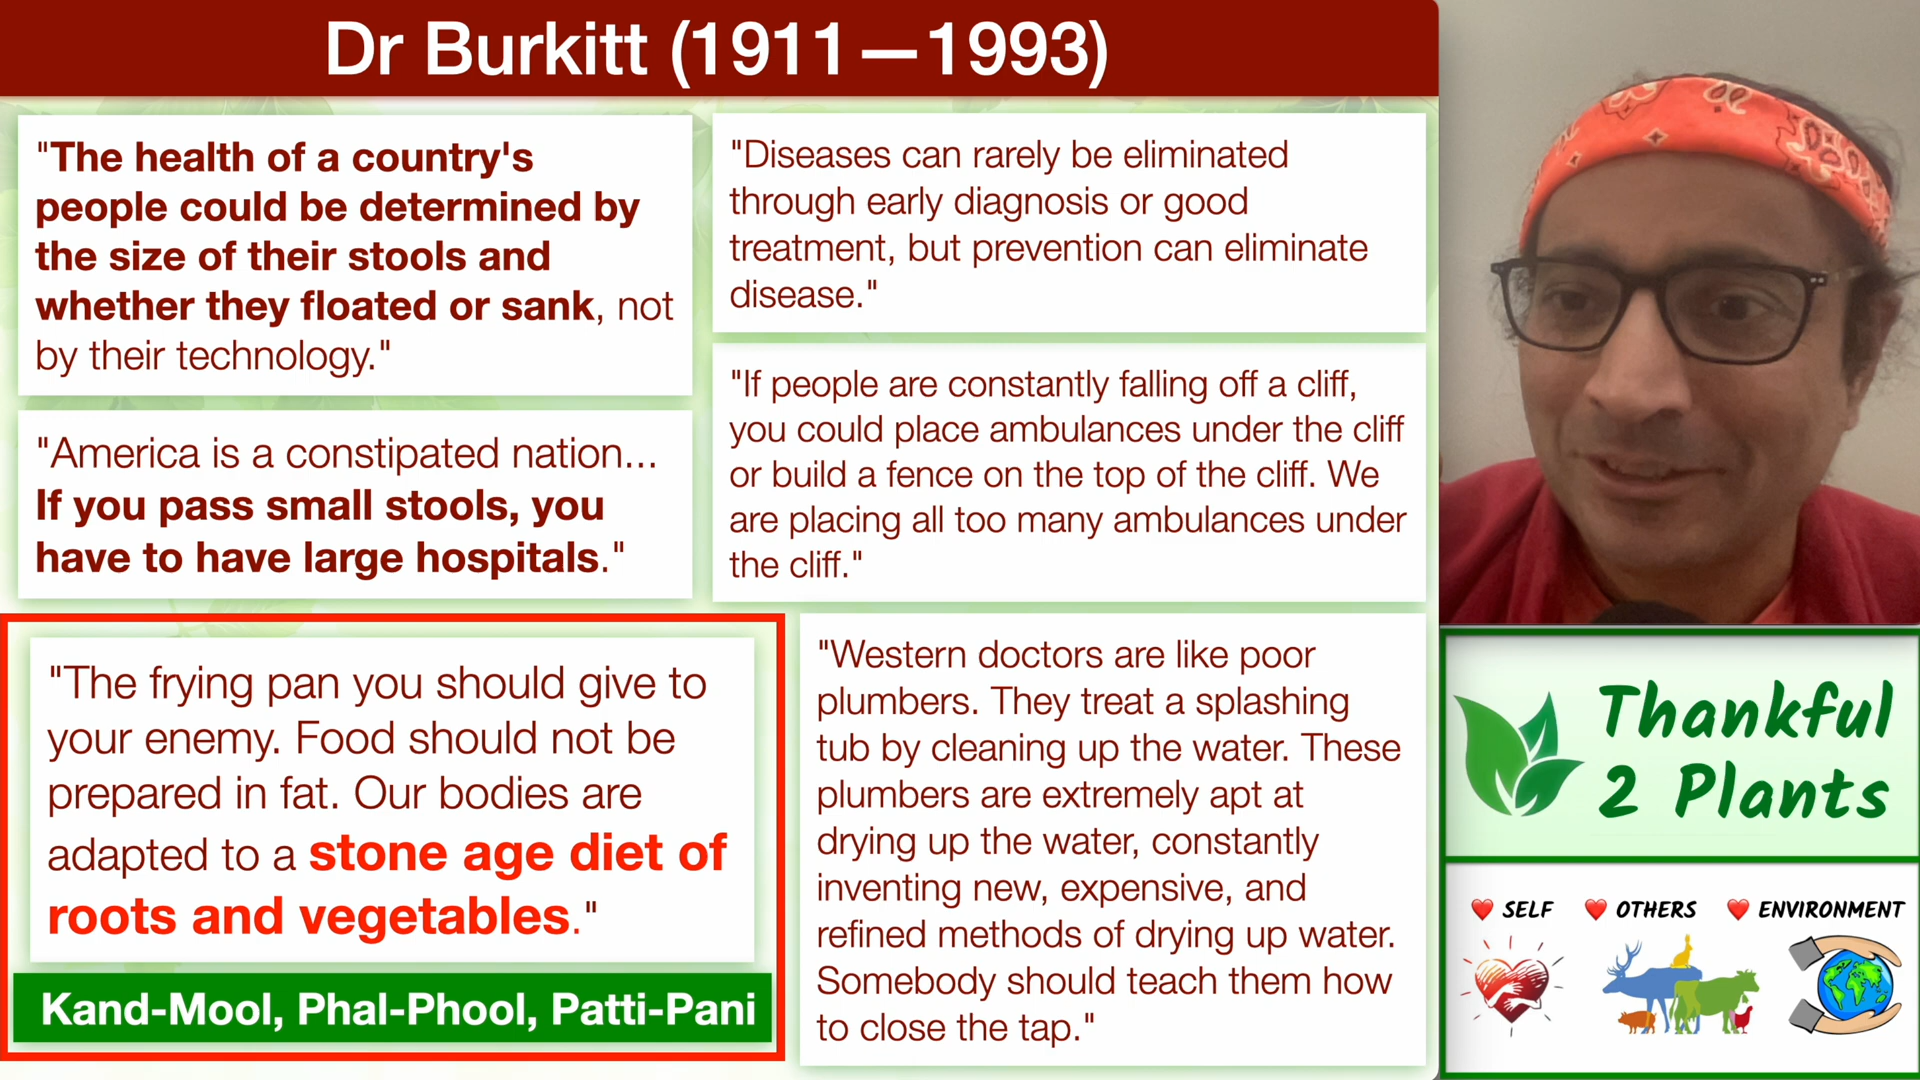 Dr Burkitt (1911—1993)
"The health of a country's
people could be determined by
the size of their stools and
whether they floated or sank, not
by their technology."
"America is a constipated nation...
If you pass small stools, you
have to have large hospitals."
"The frying pan you should give to
your enemy. Food should not be
prepared in fat. Our bodies are
adapted to a stone age diet of
roots and vegetables."
Kand-Mool, Phal-Phool, Patti-Pani
"Diseases can rarely be eliminated
through early diagnosis or good
treatment, but prevention can eliminate
disease."
"If people are constantly falling off a cliff,
you could place ambulances under the cliff
or build a fence on the top of the cliff. We
are placing all too many ambulances under
the cliff."
"Western doctors are like poor
plumbers. They treat a splashing
tub by cleaning up the water. These
plumbers are extremely apt at
drying up the water, constantly
inventing new, expensive, and
refined methods of drying up water.
Somebody should teach them how
to close the tap."
Thankful
2 Plants
SELF
OTHERS
ENVIRONMENT